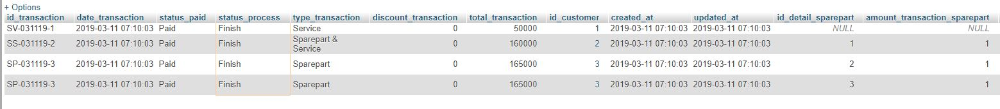 + Options
id_transaction date_transaction status_paid status_process type_transaction discount_transaction total_transaction id_customer created_at updated_at id_detail_sparepart amount_transaction_sparepart
SV-031119-1 2019-03-11 07:10:03 Paid Finish Service 0 50000 1 2019-03-11 07:10:03 2019-03-11 07:10:03 NULL NULL
SS-031119-2 2019-03-11 07:10:03 Paid Finish Sparepart & 0 160000 2 2019-03-11 07:10:03 2019-03-11 07:10:03 1 1
Service
SP-031119-3 2019-03-11 07:10:03 Paid Finish Sparepart 0 165000 3 2019-03-11 07:10:03 2019-03-11 07:10:03 2 1
SP-031119-3 2019-03-11 07:10:03 Paid Finish Sparepart 0 165000 3 2019-03-11 07:10:03 2019-03-11 07:10:03 3 1